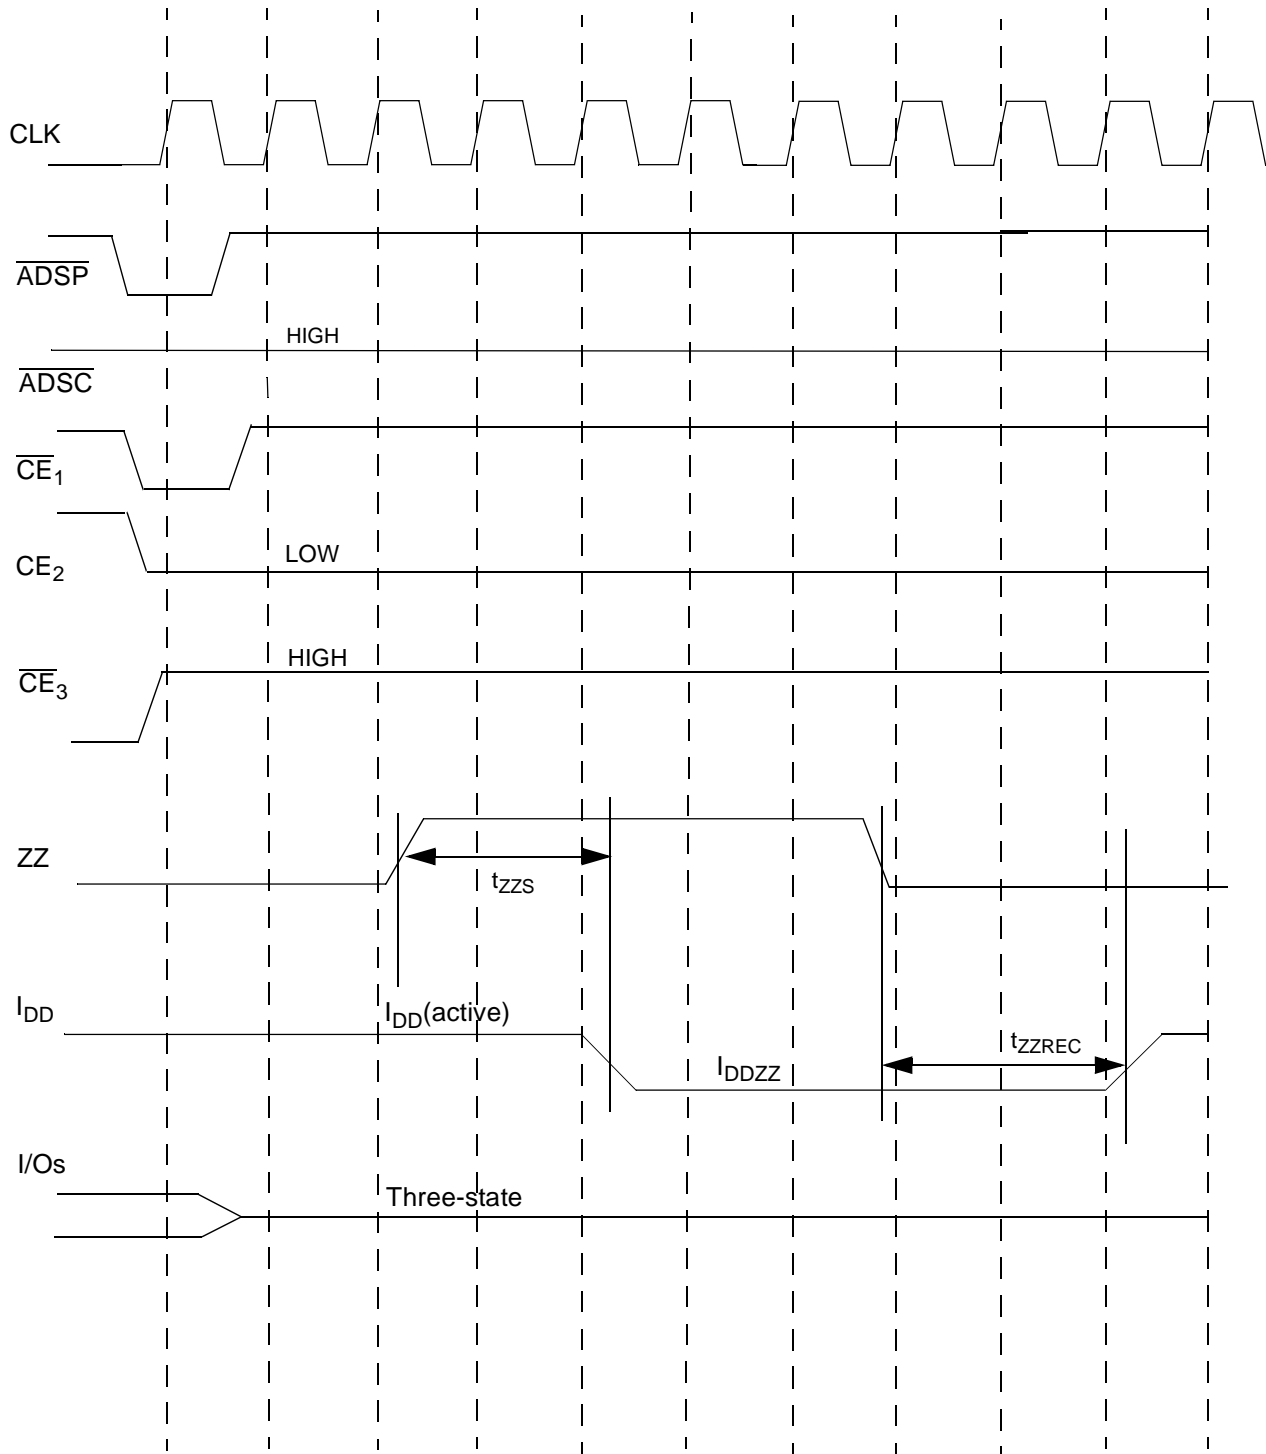 CLK
ADSP
HIGH
ADSC
CE1
LOW
CE2
HIGH
CE3
ZZ
tZZS
IDD
IDD(active)
tZZREC
IDDZZ
I/Os
Three-state